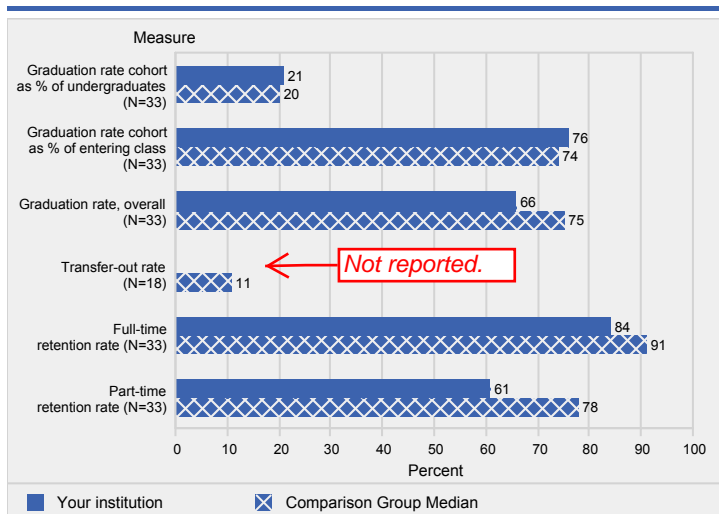 Measure
Graduation rate cohort
as % of undergraduates
(N=33)
21
20
Graduation rate cohort
as % of entering class
(N=33)
76
74
Graduation rate, overall
(N=33)
66
75
Transfer-out rate
(N=18)
Not reported.
11
Full-time
retention rate (N=33)
84
91
Part-time
retention rate (N=33)
61
78
0 10 20 30 40 50 60 70 80 90 100
Percent
Your institution
Comparison Group Median